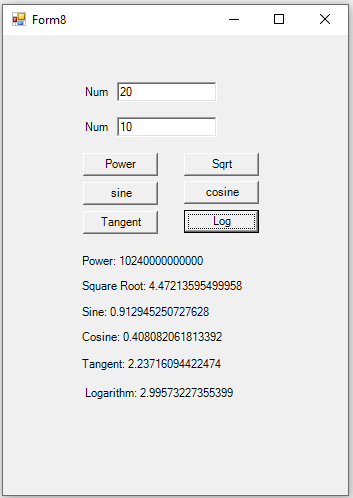 Form8
Num 20
Num 10
Power Sqrt
sine cosine
Tangent Log
Power: 10240000000000
Square Root: 4.47213595499958
Sine: 0.912945250727628
Cosine: 0.408082061813392
Tangent: 2.23716094422474
Logarithm: 2.99573227355399